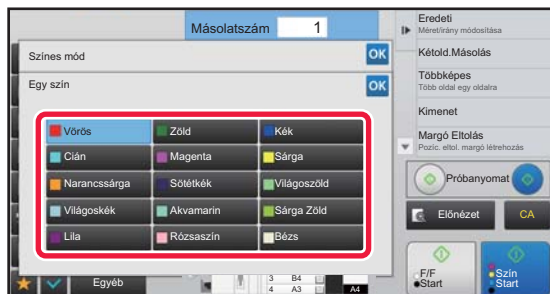 Másolatszám 1
Színes mód OK
Egy szín OK
Vörös Zöld Kék
Cián Magenta Sárga
Narancssárga Sötétkék Világoszöld
Világoskék Akvamarin Sárga Zöld
Lila Rózsaszín Bézs
Egyéb
3 B4
4 A3 A4
Eredeti
Méret/irány módosítása
Kétold.Másolás
Többképes
Több oldal egy oldalra
Kimenet
Margó Eltolás
Pozíc. eltol. margó létrehozás
Próbanyomat
Előnézet CA
F/F
Start
Szín
Start